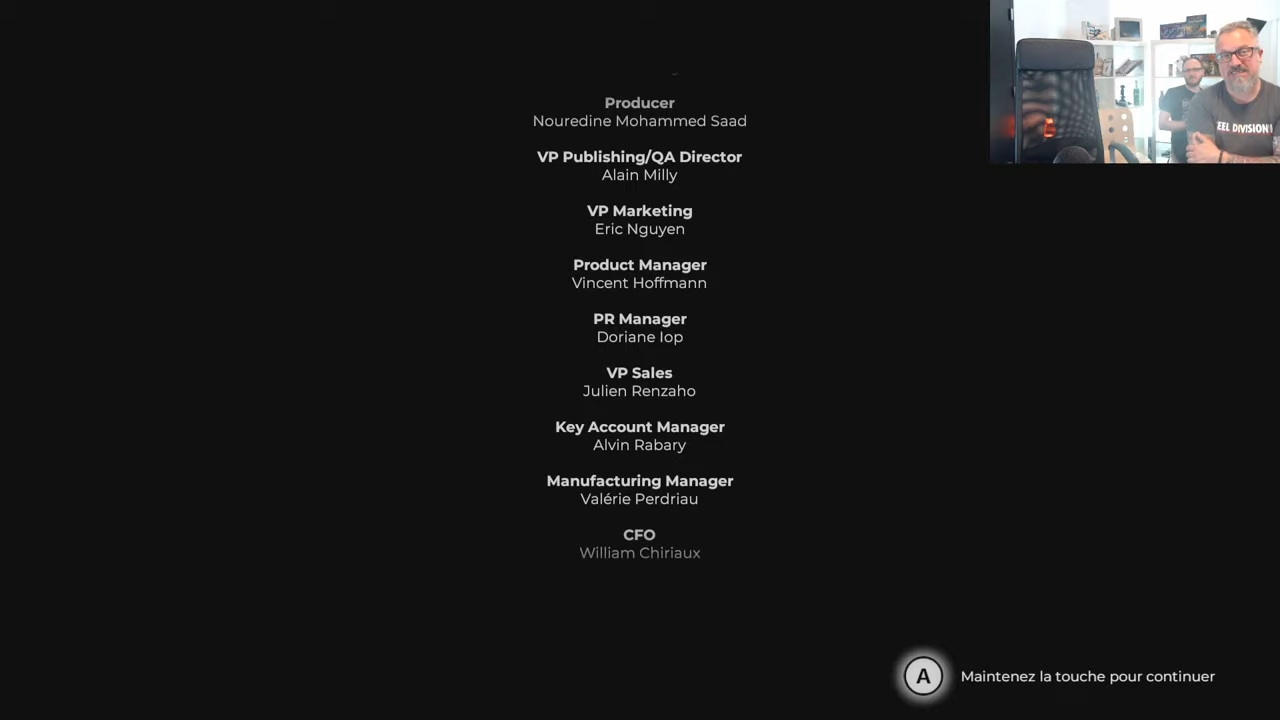 Producer
Nouredine Mohammed Saad
VP Publishing/QA Director
Alain Milly
VP Marketing
Eric Nguyen
Product Manager
Vincent Hoffmann
PR Manager
Doriane Iop
VP Sales
Julien Renzaho
Key Account Manager
Alvin Rabary
Manufacturing Manager
Valérie Perdriau
CFO
William Chiriaux
A Maintenez la touche pour continuer
EEL DIVISION